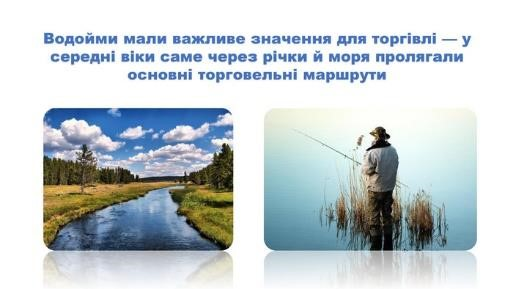 Водойми мали важливе значення для торгівлі — у
середні віки саме через річки й моря пролягали
основні торговельні маршрути